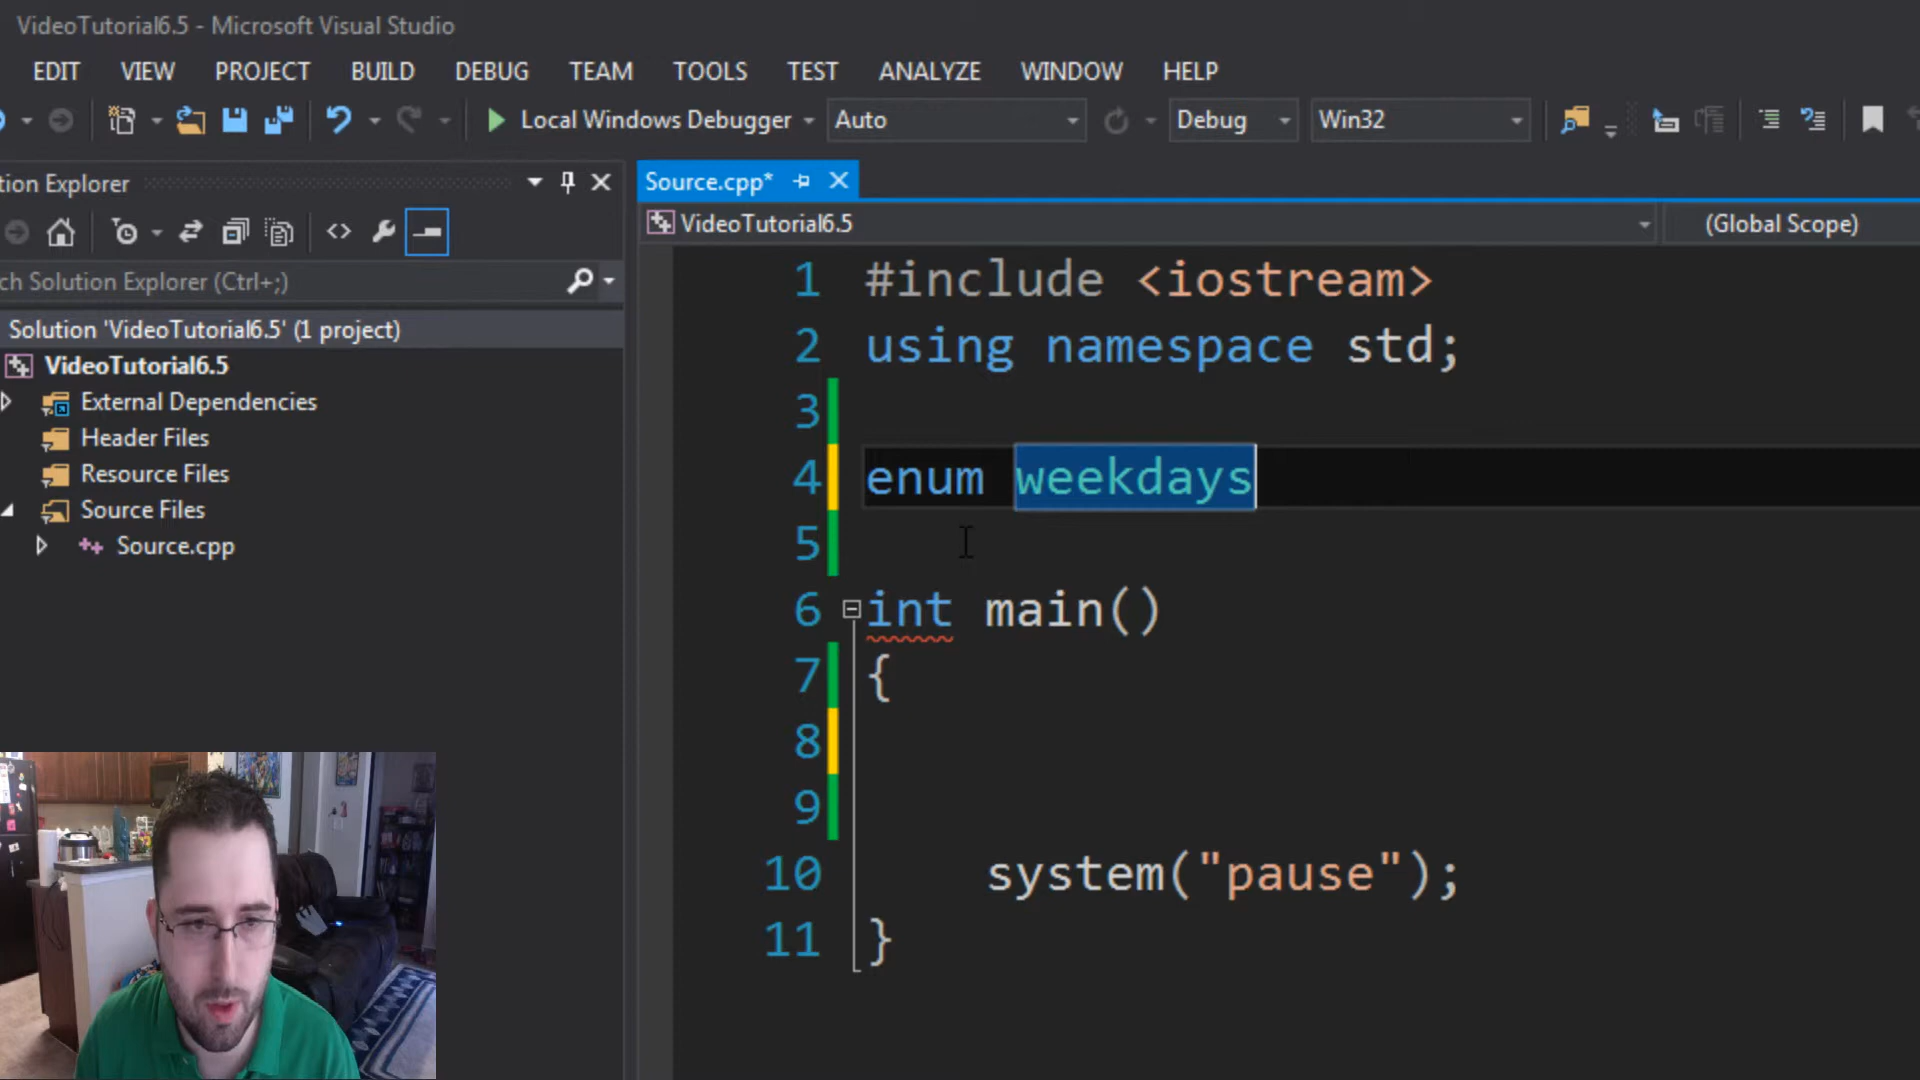 VideoTutorial6.5 - Microsoft Visual Studio
EDIT VIEW PROJECT BUILD DEBUG TEAM TOOLS TEST ANALYZE WINDOW HELP
Local Windows Debugger Auto Debug Win32
tion Explorer
Source.cpp*
VideoTutorial6.5 (Global Scope)
ch Solution Explorer (Ctrl+;)
Solution 'VideoTutorial6.5' (1 project)
VideoTutorial6.5
External Dependencies
Header Files
Resource Files
Source Files
Source.cpp
1 #include <iostream>
2 using namespace std;
3
4 enum weekdays
5
6 int main()
7 {
8
9
10 system("pause");
11 }